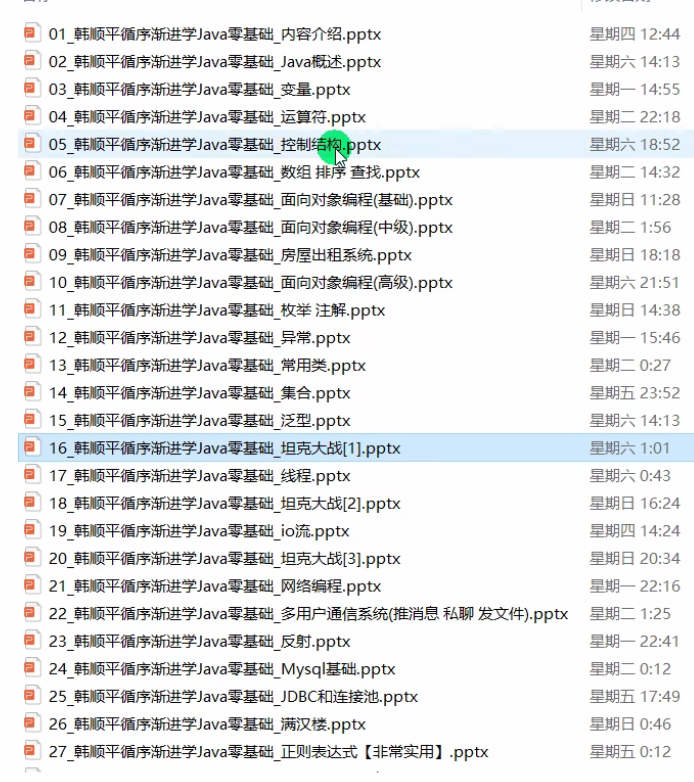 01_韩顺平循序渐进学Java零基础_内容介绍.pptx 星期四 12:44
02_韩顺平循序渐进学Java零基础_Java概述.pptx 星期六 14:13
03_韩顺平循序渐进学Java零基础_变量.pptx 星期一 14:55
04_韩顺平循序渐进学Java零基础_运算符.pptx 星期二 22:18
05_韩顺平循序渐进学Java零基础_控制结构.pptx 星期六 18:52
06_韩顺平循序渐进学Java零基础_数组 排序 查找.pptx 星期二 14:32
07_韩顺平循序渐进学Java零基础_面向对象编程(基础).pptx 星期日 11:28
08_韩顺平循序渐进学Java零基础_面向对象编程(中级).pptx 星期二 1:56
09_韩顺平循序渐进学Java零基础_房屋出租系统.pptx 星期日 18:18
10_韩顺平循序渐进学Java零基础_面向对象编程(高级).pptx 星期六 21:51
11_韩顺平循序渐进学Java零基础_枚举 注解.pptx 星期日 14:38
12_韩顺平循序渐进学Java零基础_异常.pptx 星期一 15:46
13_韩顺平循序渐进学Java零基础_常用类.pptx 星期二 0:27
14_韩顺平循序渐进学Java零基础_集合.pptx 星期五 23:52
15_韩顺平循序渐进学Java零基础_泛型.pptx 星期六 14:13
16_韩顺平循序渐进学Java零基础_坦克大战[1].pptx 星期六 1:01
17_韩顺平循序渐进学Java零基础_线程.pptx 星期六 0:43
18_韩顺平循序渐进学Java零基础_坦克大战[2].pptx 星期日 16:24
19_韩顺平循序渐进学Java零基础_io流.pptx 星期四 14:24
20_韩顺平循序渐进学Java零基础_坦克大战[3].pptx 星期日 20:34
21_韩顺平循序渐进学Java零基础_网络编程.pptx 星期一 22:16
22_韩顺平循序渐进学Java零基础_多用户通信系统(推消息 私聊 发文件).pptx 星期二 1:25
23_韩顺平循序渐进学Java零基础_反射.pptx 星期一 22:41
24_韩顺平循序渐进学Java零基础_Mysql基础.pptx 星期二 0:12
25_韩顺平循序渐进学Java零基础_JDBC和连接池.pptx 星期五 17:49
26_韩顺平循序渐进学Java零基础_满汉楼.pptx 星期日 0:46
27_韩顺平循序渐进学Java零基础_正则表达式【非常实用】.pptx 星期五 0:12